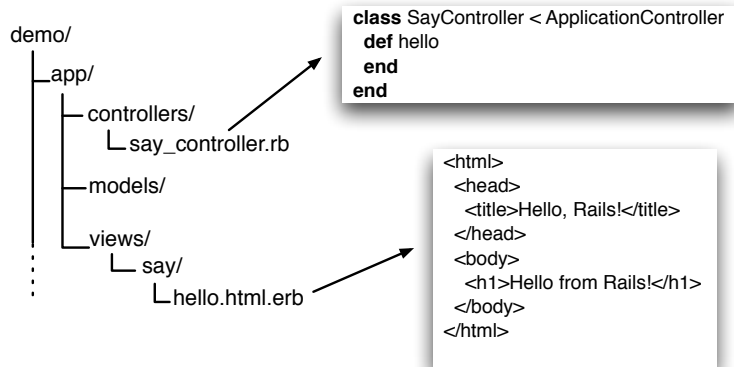 demo/
app/
controllers/
say_controller.rb
models/
views/
say/
hello.html.erb
class SayController < ApplicationController
def hello
end
end
<html>
<head>
<title>Hello, Rails!</title>
</head>
<body>
<h1>Hello from Rails!</h1>
</body>
</html>